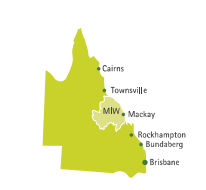 Cairns
Townsville
MIW
Mackay
Rockhampton
Bundaberg
Brisbane